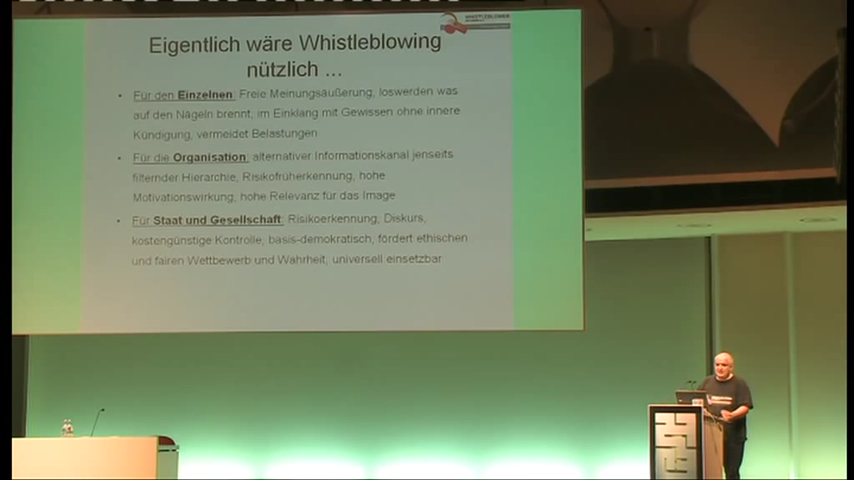 WHISTLEBLOWER
Eigentlich wäre Whistleblowing
nützlich ...
• Für den Einzelnen: Freie Meinungsäußerung, loswerden was
auf den Nägeln brennt, im Einklang mit Gewissen ohne innere
Kündigung, vermeidet Belastungen
• Für die Organisation: alternativer Informationskanal jenseits
filternder Hierarchie, Risikofrüherkennung, hohe
Motivationswirkung, hohe Relevanz für das Image
• Für Staat und Gesellschaft: Risikoerkennung, Diskurs,
kostengünstige Kontrolle, basis-demokratisch, fördert ethischen
und fairen Wettbewerb und Wahrheit, universell einsetzbar